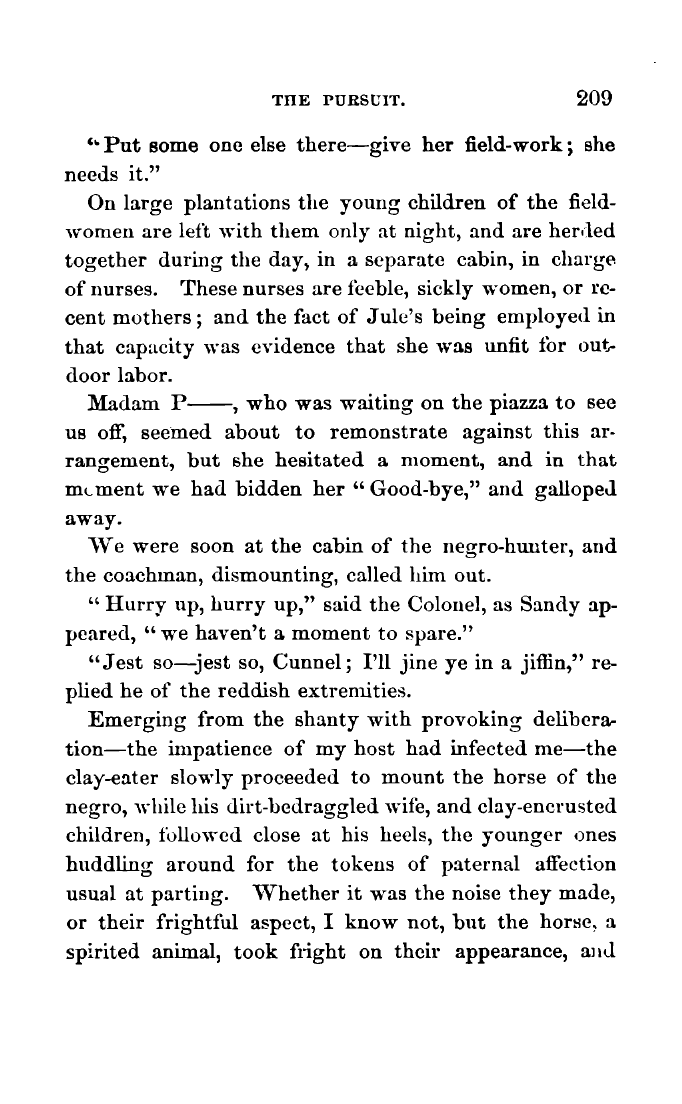 THE PURSUIT. 209
“Put some one else there—give her field-work; she
needs it.”
On large plantations the young children of the field-
women are left with them only at night, and are herded
together during the day, in a separate cabin, in charge
of nurses. These nurses are feeble, sickly women, or re-
cent mothers; and the fact of Jule’s being employed in
that capacity was evidence that she was unfit for out-
door labor.
Madam P——, who was waiting on the piazza to see
us off, seemed about to remonstrate against this ar-
rangement, but she hesitated a moment, and in that
moment we had bidden her “Good-bye,” and galloped
away.
We were soon at the cabin of the negro-hunter, and
the coachman, dismounting, called him out.
“Hurry up, hurry up,” said the Colonel, as Sandy ap-
peared, “we haven’t a moment to spare.”
“Jest so—jest so, Cunnel; I’ll jine ye in a jiffin,” re-
plied he of the reddish extremities.
Emerging from the shanty with provoking delibera-
tion—the impatience of my host had infected me—the
clay-eater slowly proceeded to mount the horse of the
negro, while his dirt-bedraggled wife, and clay-encrusted
children, followed close at his heels, the younger ones
huddling around for the tokens of paternal affection
usual at parting. Whether it was the noise they made,
or their frightful aspect, I know not, but the horse, a
spirited animal, took fright on their appearance, and